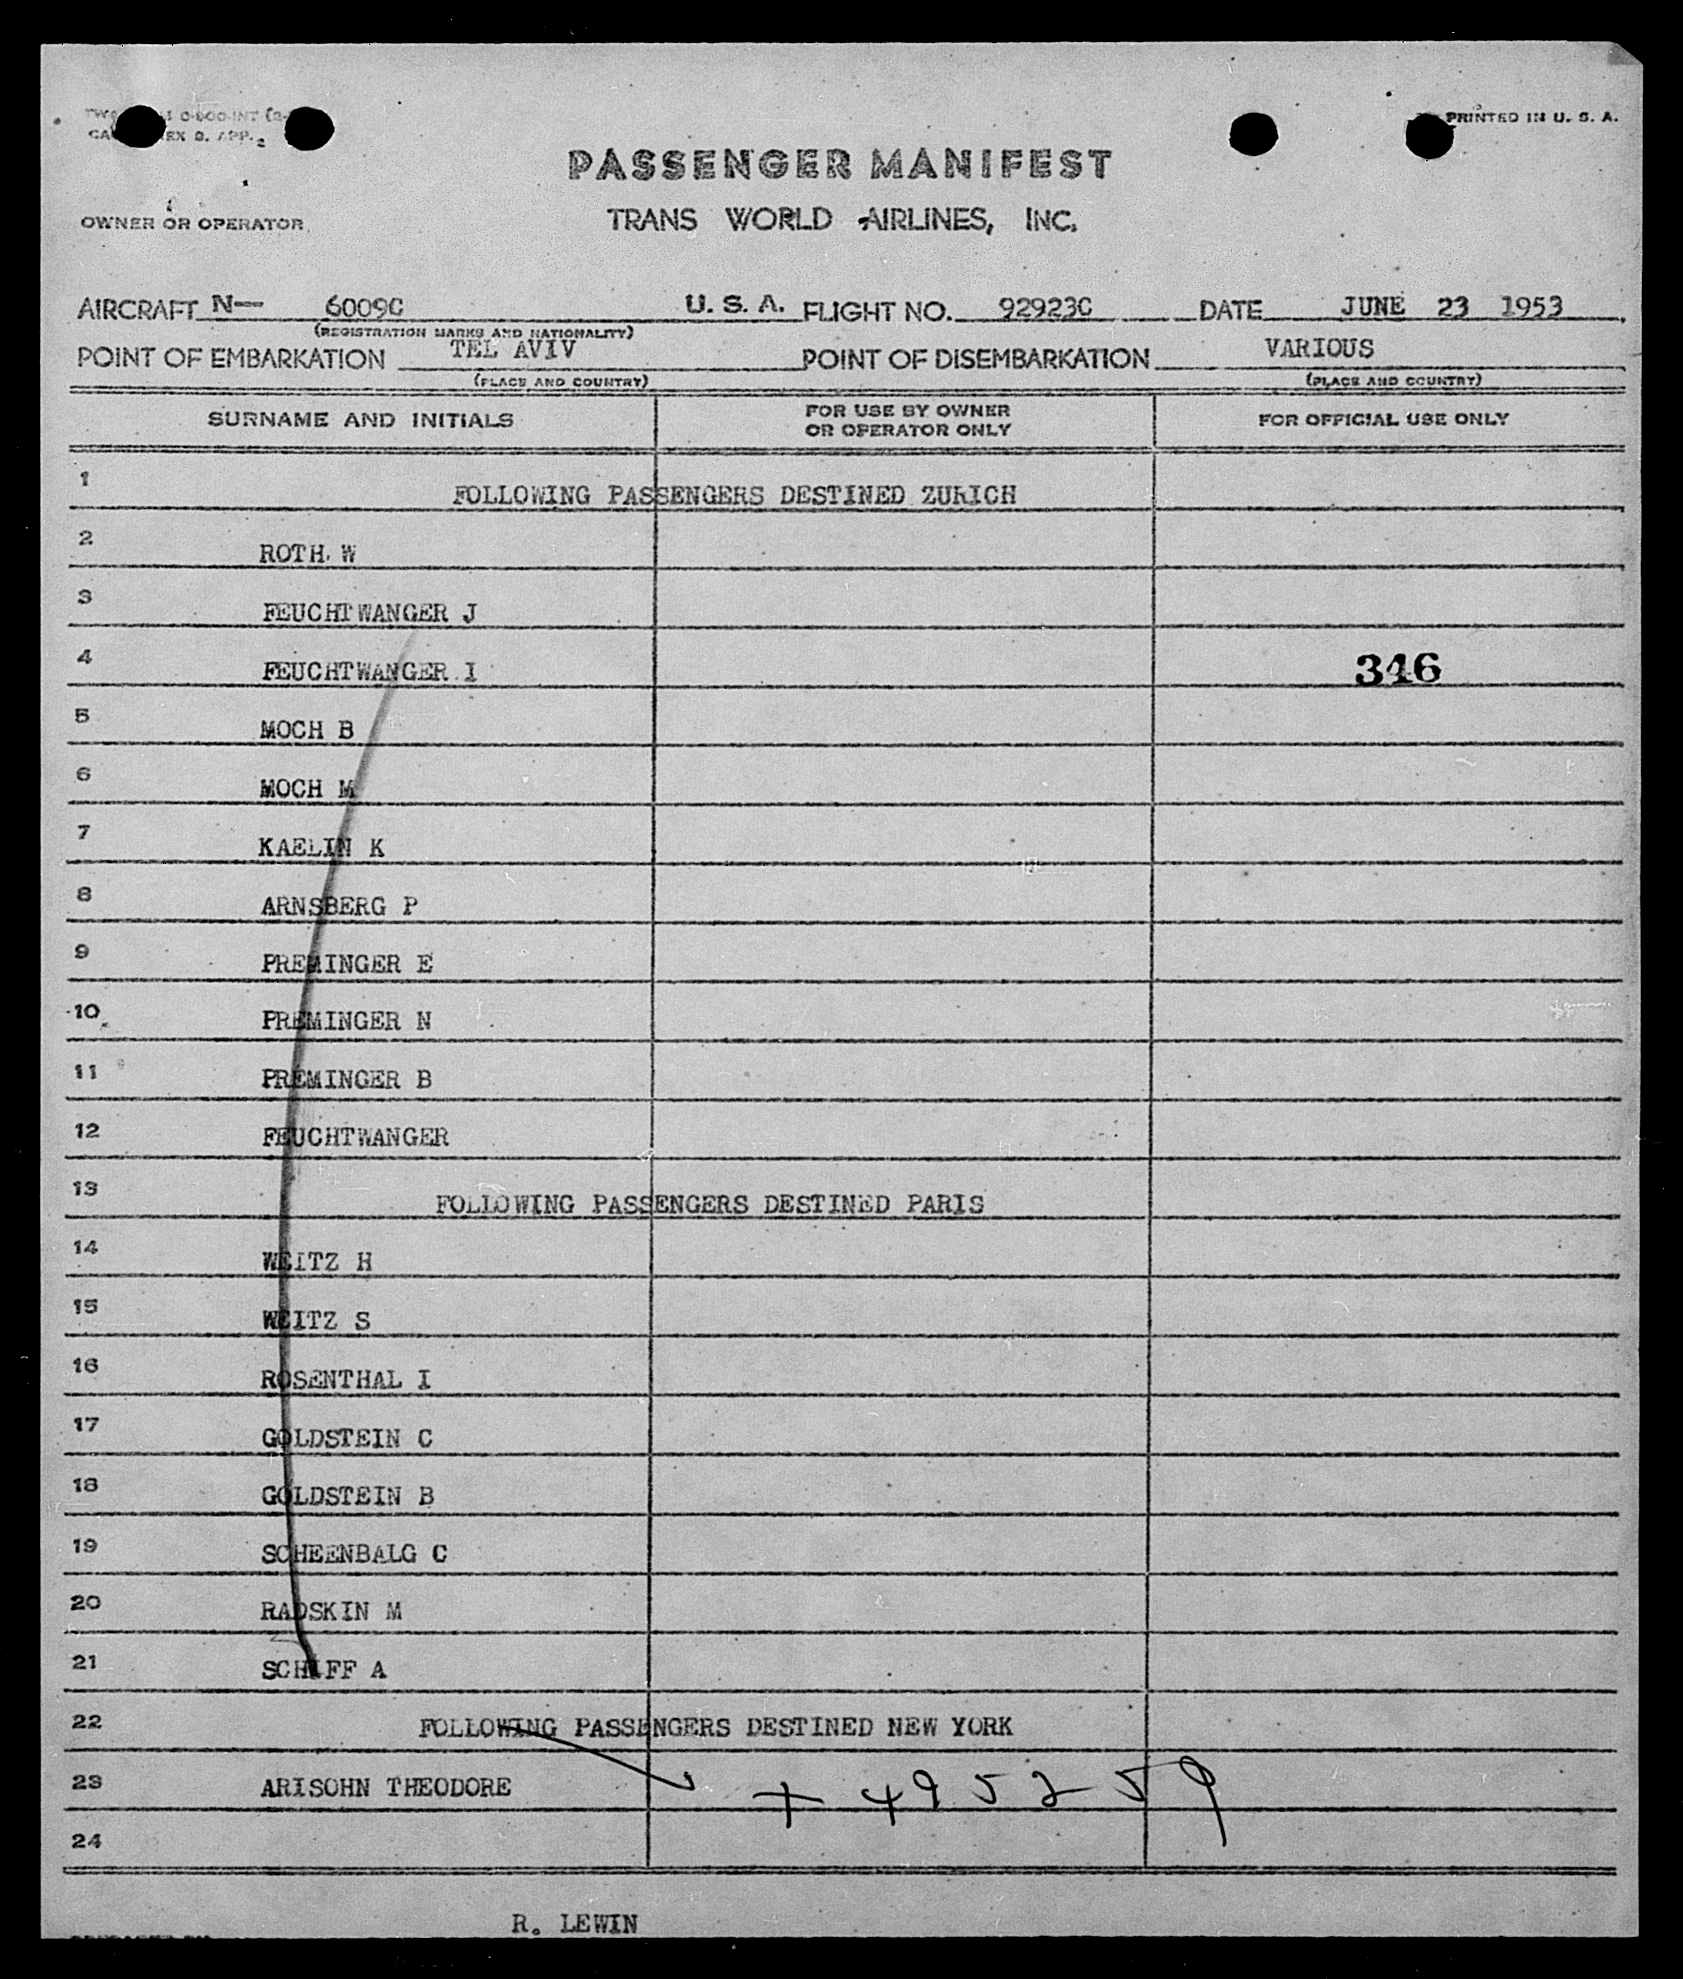 PRINTED IN U. S. A.
PASSENGER MANIFEST
OWNER OR OPERATOR
TRANS WORLD AIRLINES, INC.
AIRCRAFT N— 6009C U. S. A. FLIGHT NO. 92923C DATE JUNE 23 1953
(REGISTRATION MARKS AND NATIONALITY)
POINT OF EMBARKATION TEL AVIV POINT OF DISEMBARKATION VARIOUS
(PLACE AND COUNTRY) (PLACE AND COUNTRY)
SURNAME AND INITIALS FOR USE BY OWNER OR OPERATOR ONLY FOR OFFICIAL USE ONLY
1 FOLLOWING PASSENGERS DESTINED ZURICH
2 ROTH W
3 FEUCHTWANGER J
4 FEUCHTWANGER I 346
5 MOCH B
6 MOCH M
7 KAELIN K
8 ARNSBERG P
9 PREMINGER E
10 PREMINGER N
11 PREMINGER B
12 FEUCHTWANGER
13 FOLLOWING PASSENGERS DESTINED PARIS
14 WEITZ H
15 WEITZ S
16 ROSENTHAL I
17 GOLDSTEIN C
18 GOLDSTEIN B
19 SCHEENBALG C
20 RADSKIN M
21 SCHIFF A
22 FOLLOWING PASSENGERS DESTINED NEW YORK
23 ARISOHN THEODORE + 495259
24
R. LEWIN